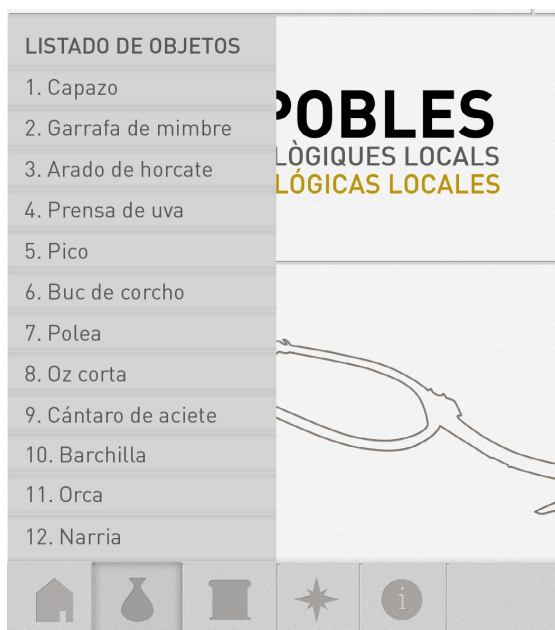 LISTADO DE OBJETOS
1. Capazo
2. Garrafa de mimbre
3. Arado de horcate
4. Prensa de uva
5. Pico
6. Buc de corcho
7. Polea
8. Oz corta
9. Cántaro de aciete
10. Barchilla
11. Orca
12. Narria
POBLES
LÒGIQUES LOCALS
LÓGICAS LOCALES
i